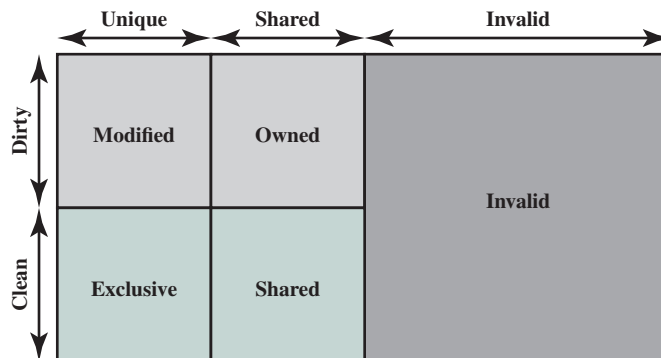 Unique Shared Invalid
Dirty
Modified Owned
Invalid
Clean
Exclusive Shared